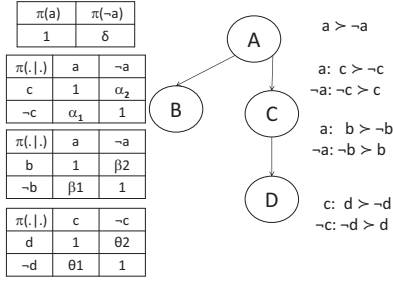 π(a) π(¬a)
1 δ
π(.|.) a ¬a
c 1 α₂
¬c α₁ 1
π(.|.) a ¬a
b 1 β2
¬b β1 1
π(.|.) c ¬c
d 1 θ2
¬d θ1 1
A
B
C
D
a ≻ ¬a
a: c ≻ ¬c
¬a: ¬c ≻ c
a: b ≻ ¬b
¬a: ¬b ≻ b
c: d ≻ ¬d
¬c: ¬d ≻ d